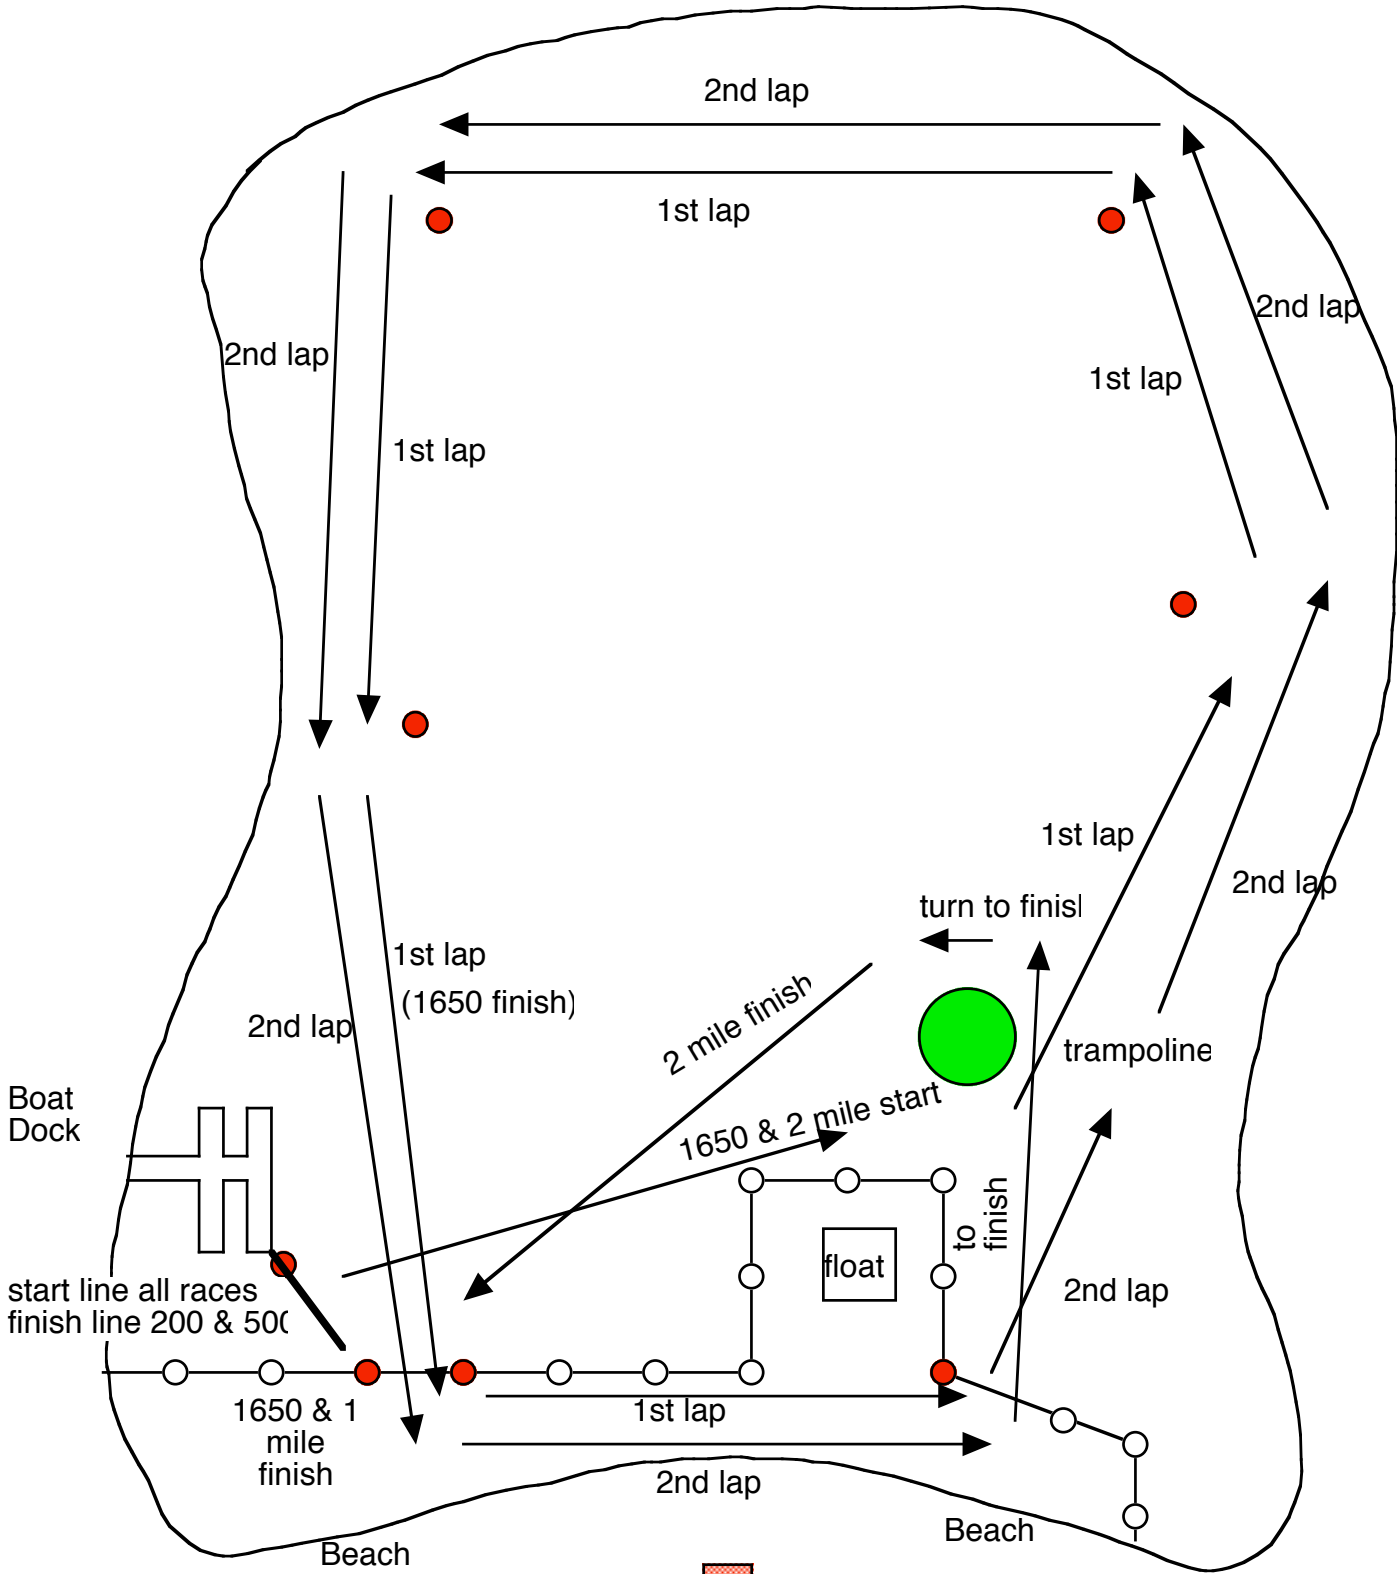 2nd lap
1st lap
2nd lap
2nd lap
1st lap
1st lap
1st lap
2nd lap
turn to finish
1st lap
(1650 finish)
2 mile finish
2nd lap
trampoline
Boat
Dock
1650 & 2 mile start
to
finish
float
start line all races
finish line 200 & 500
2nd lap
1650 & 1
mile
finish
1st lap
2nd lap
Beach
Beach